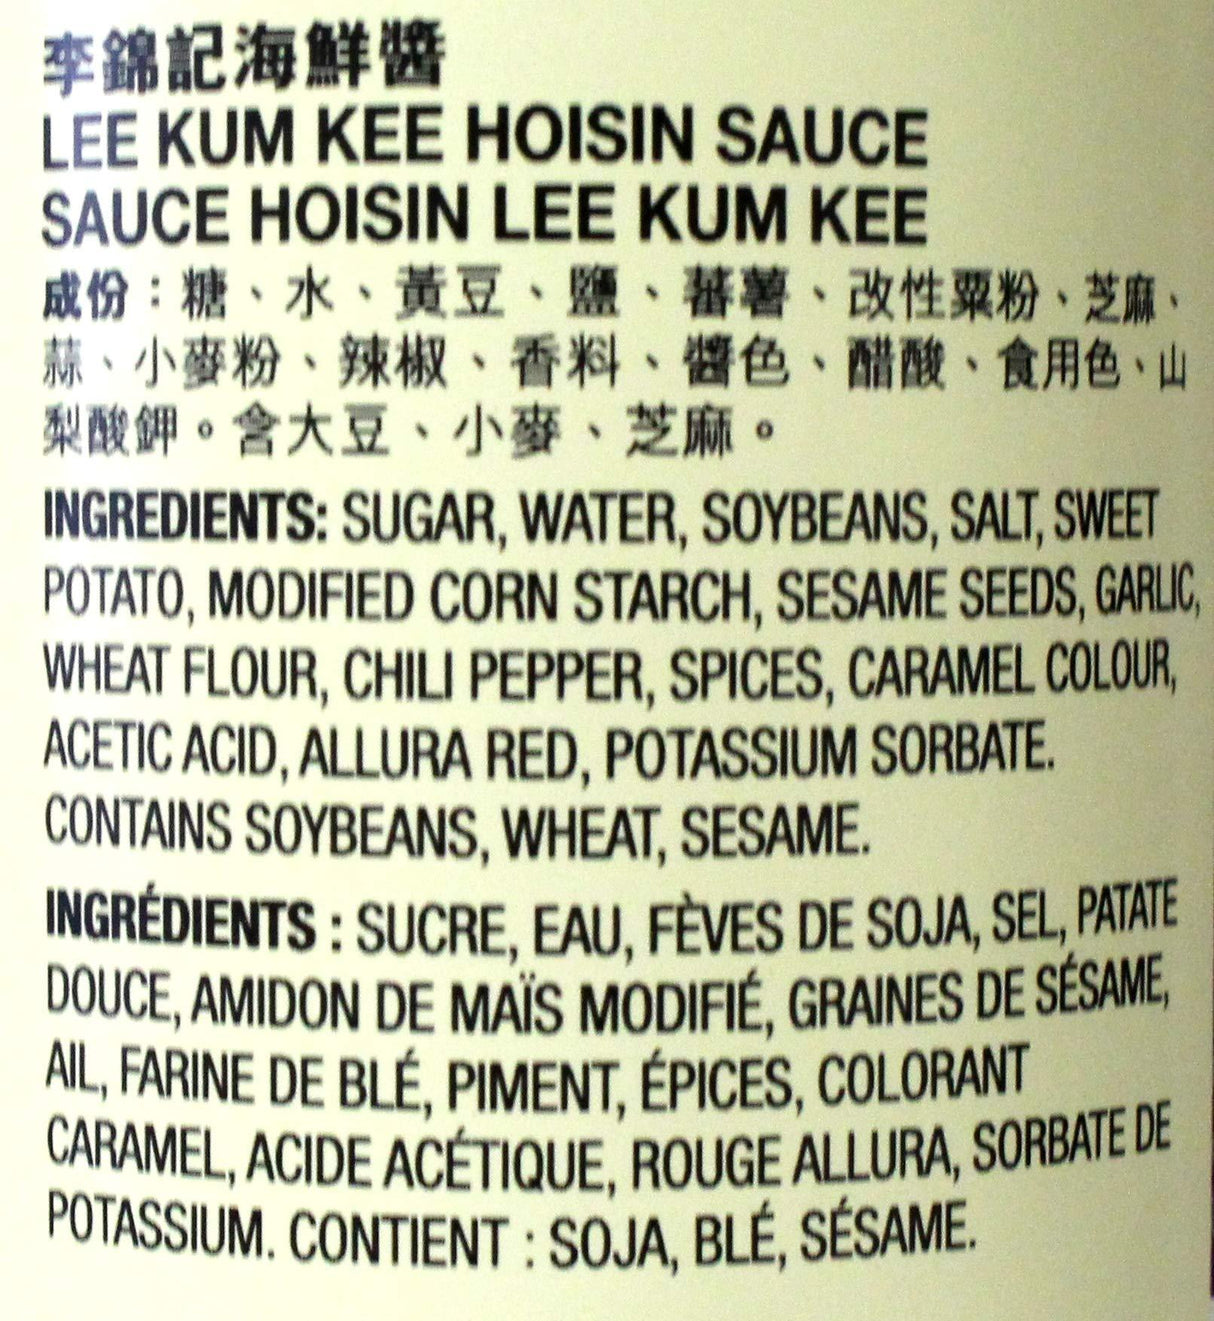 李錦記海鮮醬
LEE KUM KEE HOISIN SAUCE
SAUCE HOISIN LEE KUM KEE
成份：糖、水、黃豆、鹽、蕃薯、改性粟粉、芝麻、
蒜、小麥粉、辣椒、香料、醬色、醋酸、食用色、山
梨酸鉀。含大豆、小麥、芝麻。
INGREDIENTS: SUGAR, WATER, SOYBEANS, SALT, SWEET
POTATO, MODIFIED CORN STARCH, SESAME SEEDS, GARLIC,
WHEAT FLOUR, CHILI PEPPER, SPICES, CARAMEL COLOUR,
ACETIC ACID, ALLURA RED, POTASSIUM SORBATE.
CONTAINS SOYBEANS, WHEAT, SESAME.
INGRÉDIENTS : SUCRE, EAU, FÈVES DE SOJA, SEL, PATATE
DOUCE, AMIDON DE MAÏS MODIFIÉ, GRAINES DE SÉSAME,
AIL, FARINE DE BLÉ, PIMENT, ÉPICES, COLORANT
CARAMEL, ACIDE ACÉTIQUE, ROUGE ALLURA, SORBATE DE
POTASSIUM. CONTIENT : SOJA, BLÉ, SÉSAME.